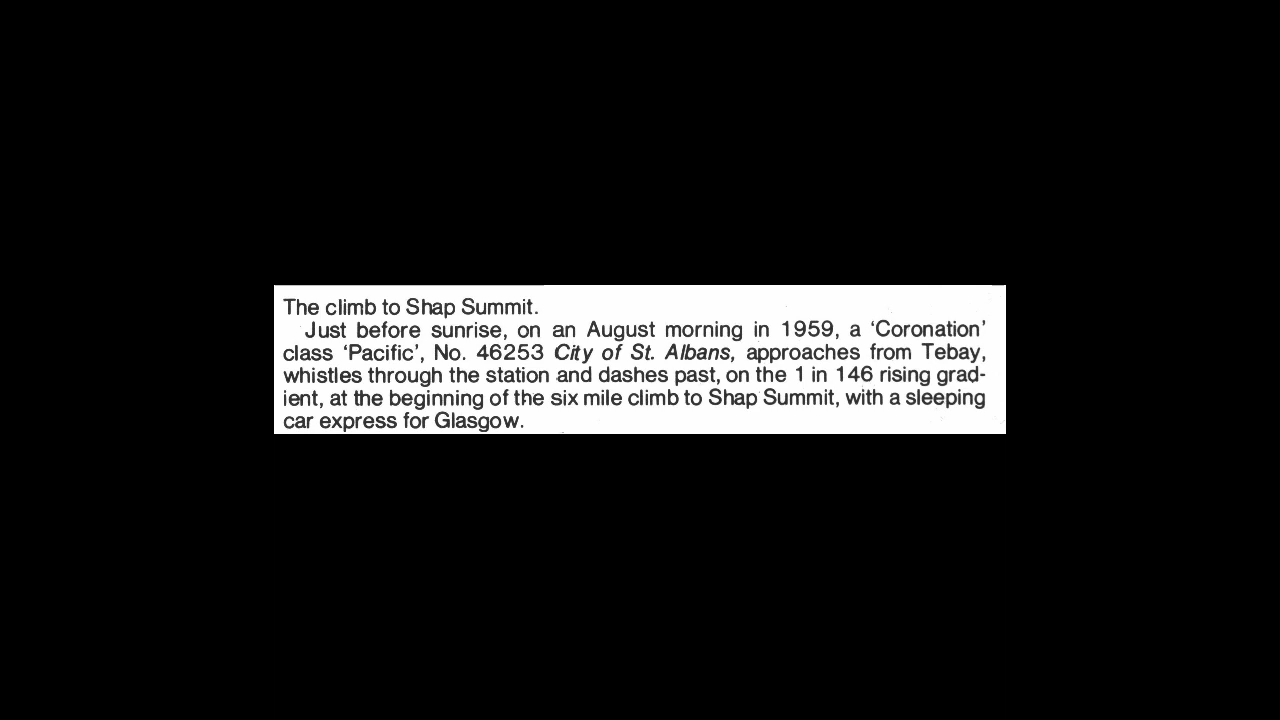 The climb to Shap Summit.
Just before sunrise, on an August morning in 1959, a ‘Coronation’
class ‘Pacific’, No. 46253 City of St. Albans, approaches from Tebay,
whistles through the station and dashes past, on the 1 in 146 rising grad-
ient, at the beginning of the six mile climb to Shap Summit, with a sleeping
car express for Glasgow.